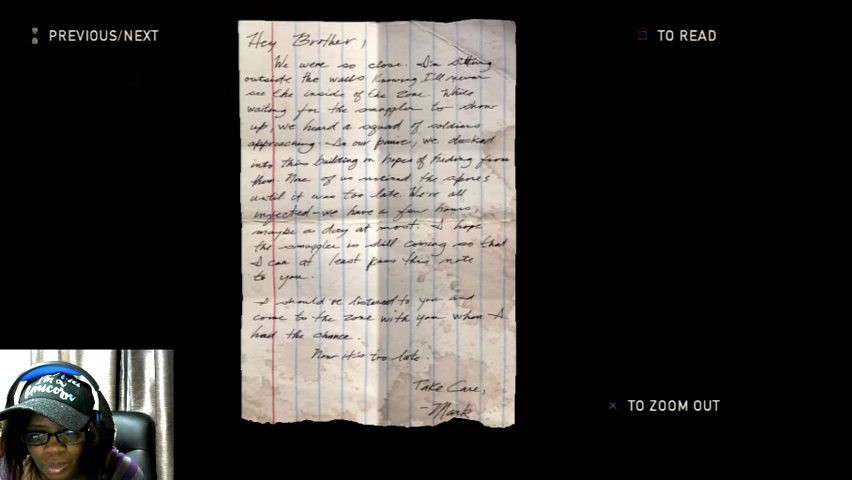 PREVIOUS/NEXT
TO READ
Hey Brother,
We were so close. I'm sitting
outside the walls knowing I'll never
see the inside of the zone. While
waiting for the smuggler to show
up, we heard a squad of soldiers
approaching. In our panic, we ducked
into this building in hopes of hiding from
them. None of us noticed the spores
until it was too late. We're all
infected - we have a few hours,
maybe a day at most. I hope
the smuggler is still coming so that
I can at least pass this note
to you.
I should've listened to you and
come to the zone with you when I
had the chance.
Now it's too late.
Take Care,
-Mark
TO ZOOM OUT
I'm a
Unicorn